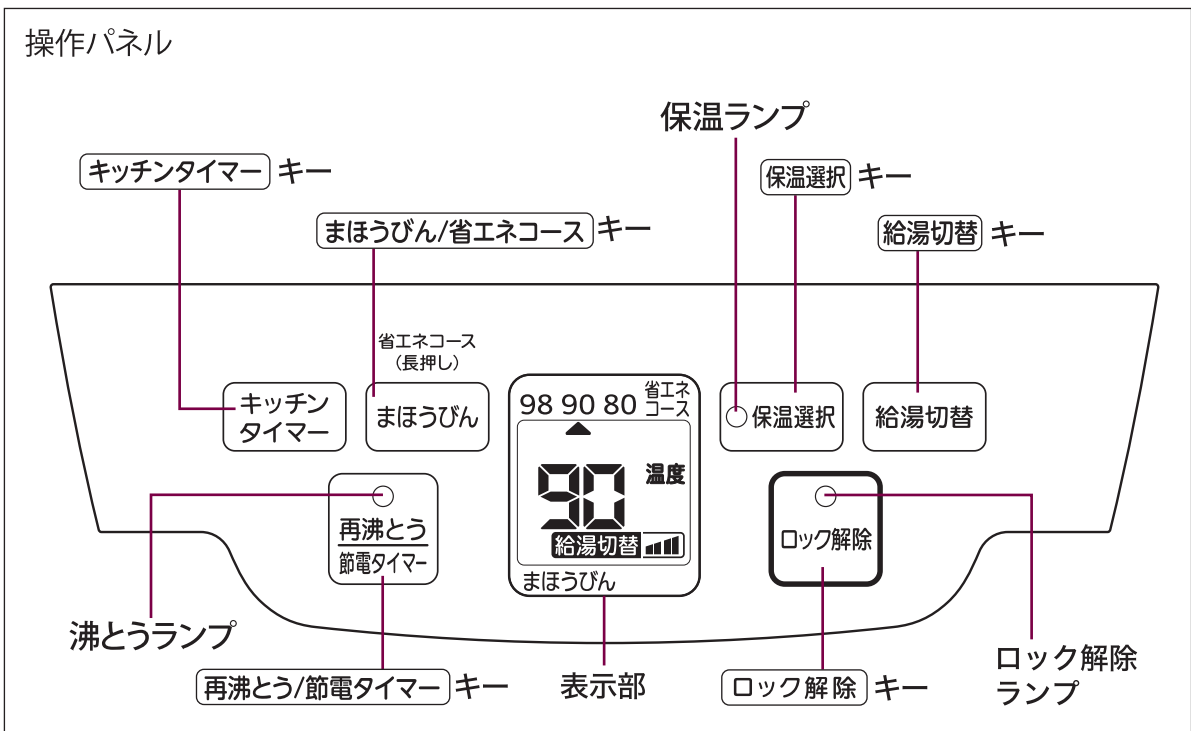 操作パネル
保温ランプ
キッチンタイマー キー
保温選択 キー
まほうびん/省エネコース キー
給湯切替 キー
省エネコース
(長押し)
キッチン
タイマー
まほうびん
98 90 80 省エネ
コース
保温選択
給湯切替
温度
90
給湯切替
まほうびん
再沸とう
節電タイマー
ロック解除
沸とうランプ
再沸とう/節電タイマー キー
表示部
ロック解除 キー
ロック解除
ランプ